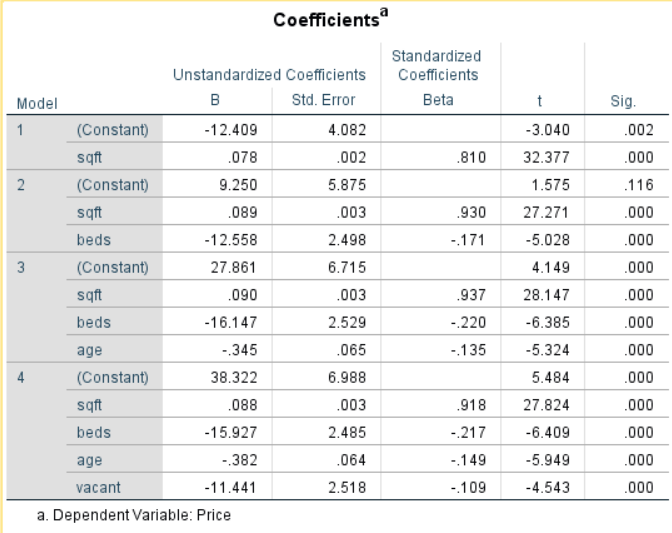 Coefficientsa
Unstandardized Coefficients Standardized Coefficients
Model B Std. Error Beta t Sig.
1 (Constant) -12.409 4.082 -3.040 .002
sqft .078 .002 .810 32.377 .000
2 (Constant) 9.250 5.875 1.575 .116
sqft .089 .003 .930 27.271 .000
beds -12.558 2.498 -.171 -5.028 .000
3 (Constant) 27.861 6.715 4.149 .000
sqft .090 .003 .937 28.147 .000
beds -16.147 2.529 -.220 -6.385 .000
age -.345 .065 -.135 -5.324 .000
4 (Constant) 38.322 6.988 5.484 .000
sqft .088 .003 .918 27.824 .000
beds -15.927 2.485 -.217 -6.409 .000
age -.382 .064 -.149 -5.949 .000
vacant -11.441 2.518 -.109 -4.543 .000
a. Dependent Variable: Price